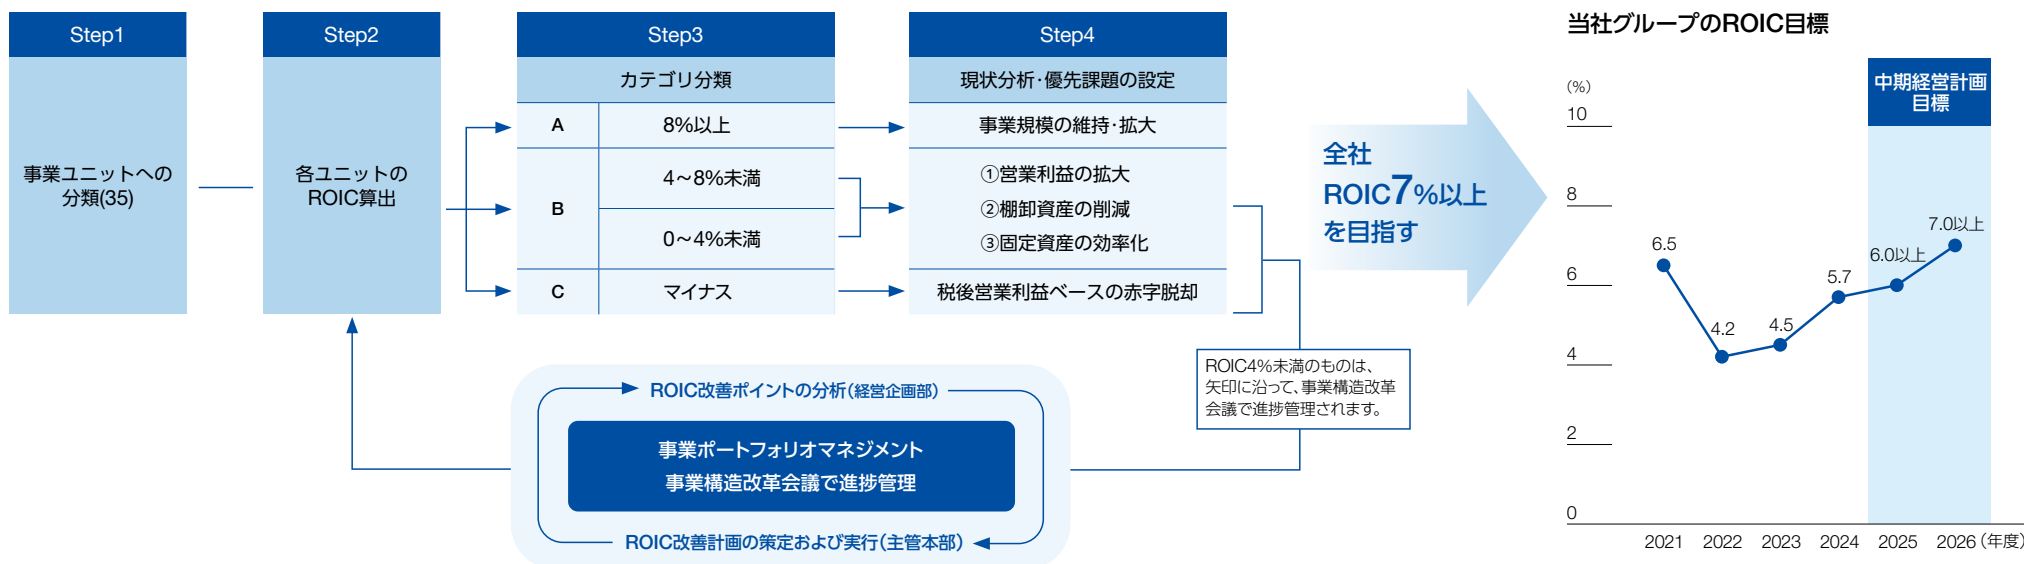 Step1
事業ユニットへの
分類(35)
Step2
各ユニットの
ROIC算出
Step3
カテゴリ分類
A
8%以上
B
4～8%未満
0～4%未満
C
マイナス
Step4
現状分析・優先課題の設定
事業規模の維持・拡大
①営業利益の拡大
②棚卸資産の削減
③固定資産の効率化
税後営業利益ベースの赤字脱却
全社
ROIC7%以上
を目指す
ROIC4%未満のものは、
矢印に沿って、事業構造改革
会議で進捗管理されます。
ROIC改善ポイントの分析（経営企画部）
事業ポートフォリオマネジメント
事業構造改革会議で進捗管理
ROIC改善計画の策定および実行（主管本部）
当社グループのROIC目標
中期経営計画
目標
(%)
10
8
6
4
2
0
6.5
4.2
4.5
5.7
6.0以上
7.0以上
2021 2022 2023 2024 2025 2026（年度）